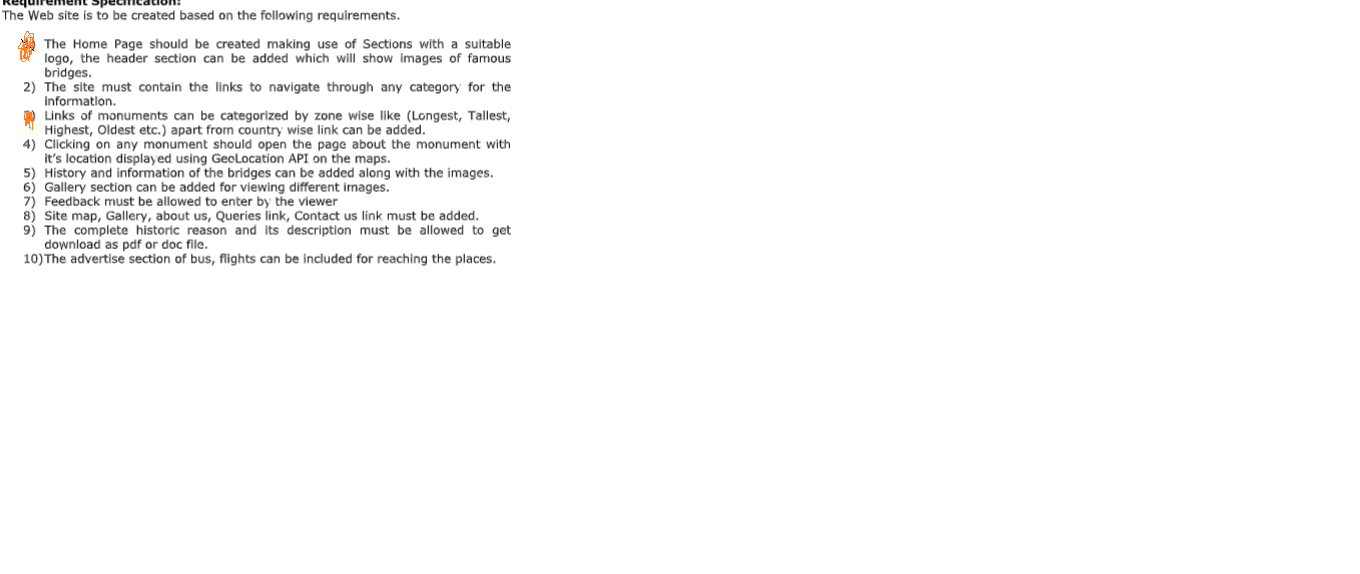 Requirement Specification:
The Web site is to be created based on the following requirements.
The Home Page should be created making use of Sections with a suitable
logo, the header section can be added which will show images of famous
bridges.
2) The site must contain the links to navigate through any category for the
information.
Links of monuments can be categorized by zone wise like (Longest, Tallest,
Highest, Oldest etc.) apart from country wise link can be added.
4) Clicking on any monument should open the page about the monument with
it's location displayed using GeoLocation API on the maps.
5) History and information of the bridges can be added along with the images.
6) Gallery section can be added for viewing different images.
7) Feedback must be allowed to enter by the viewer
8) Site map, Gallery, about us, Queries link, Contact us link must be added.
9) The complete historic reason and its description must be allowed to get
download as pdf or doc file.
10)The advertise section of bus, flights can be included for reaching the places.